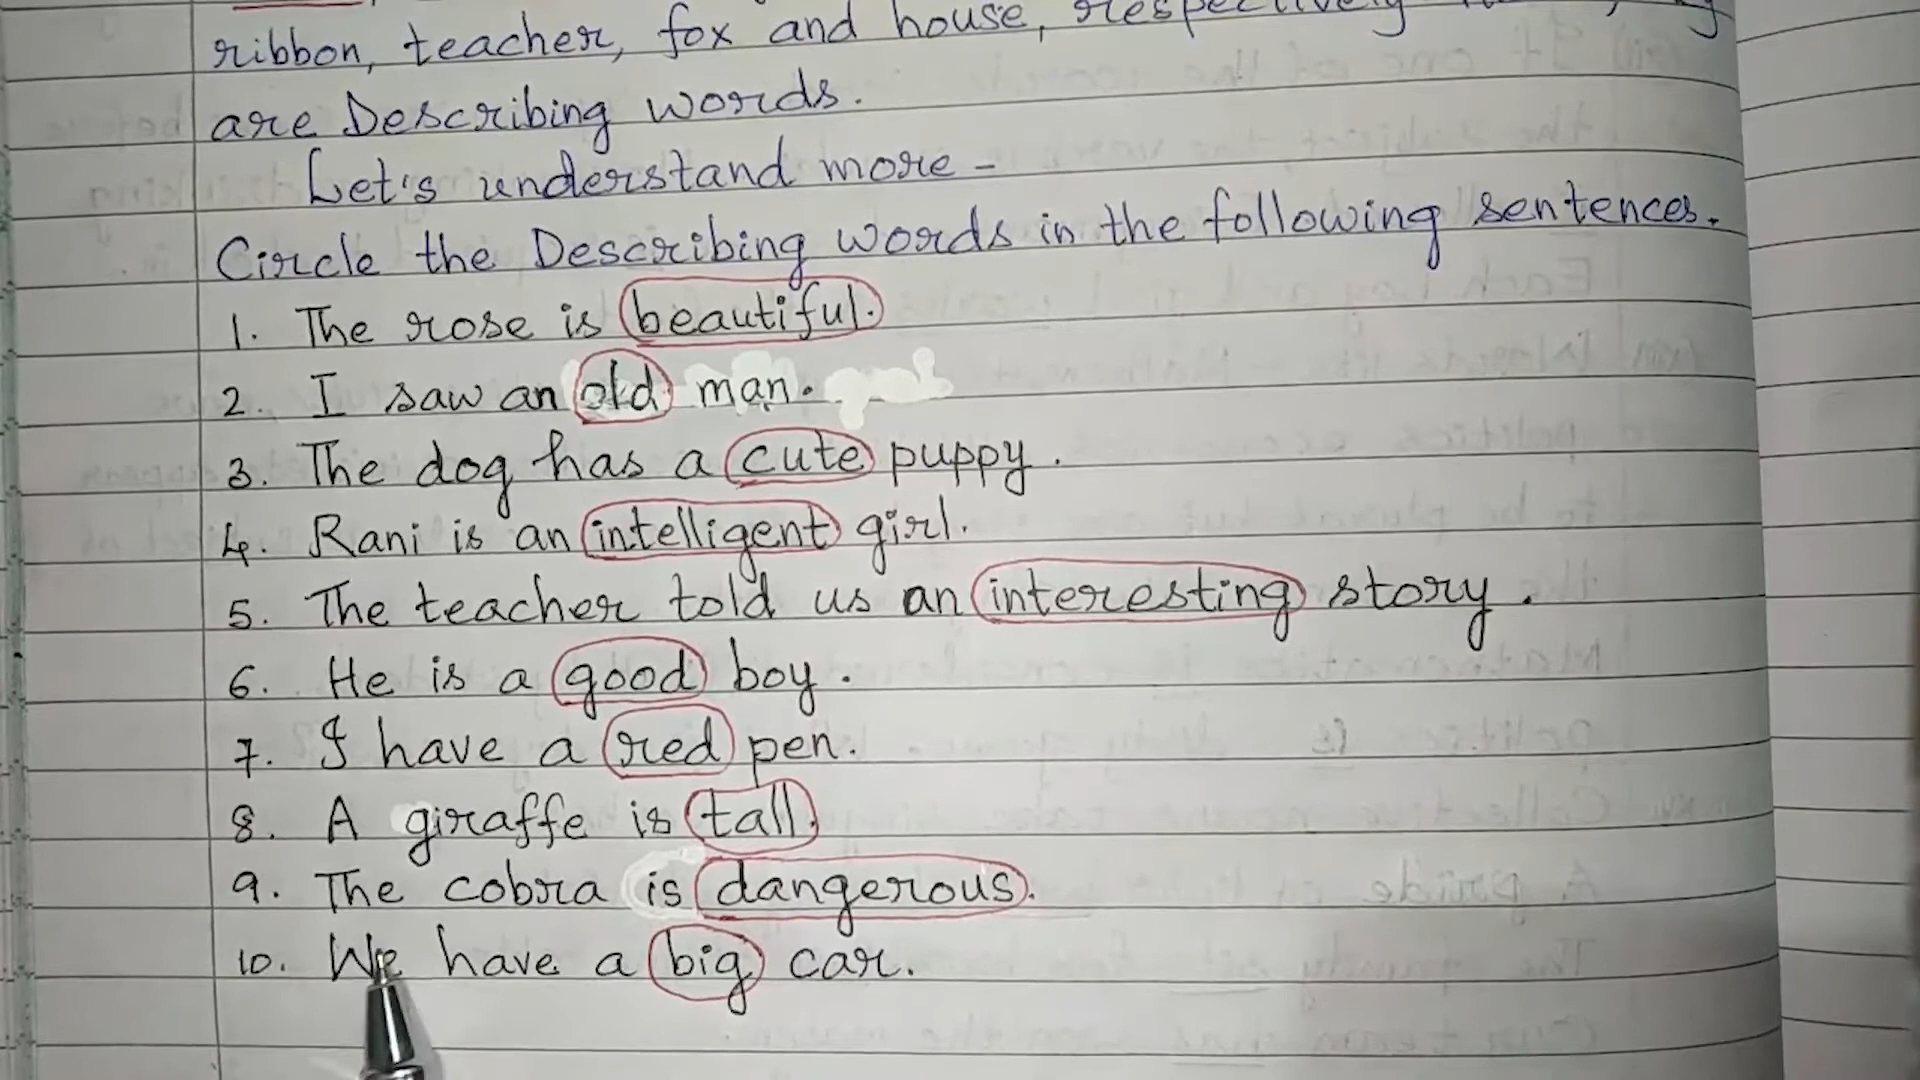 ribbon, teacher, fox and house, respectively
are Describing words.
Let's understand more -
Circle the Describing words in the following sentences.
1. The rose is beautiful.
2. I saw an old man.
3. The dog has a cute puppy.
4. Rani is an intelligent girl.
5. The teacher told us an interesting story.
6. He is a good boy.
7. I have a red pen.
8. A giraffe is tall.
9. The cobra is dangerous.
10. We have a big car.